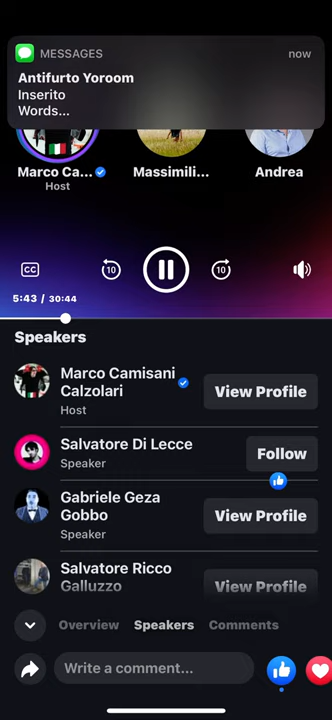 MESSAGES
now
Antifurto Yoroom
Inserito
Words...
Marco Ca...
Massimili...
Andrea
Host
CC
10
10
5:43 / 30:44
Speakers
Marco Camisani
Calzolari
View Profile
Host
Salvatore Di Lecce
Follow
Speaker
Gabriele Geza
Gobbo
View Profile
Speaker
Salvatore Ricco
Galluzzo
View Profile
Overview
Speakers
Comments
Write a comment...